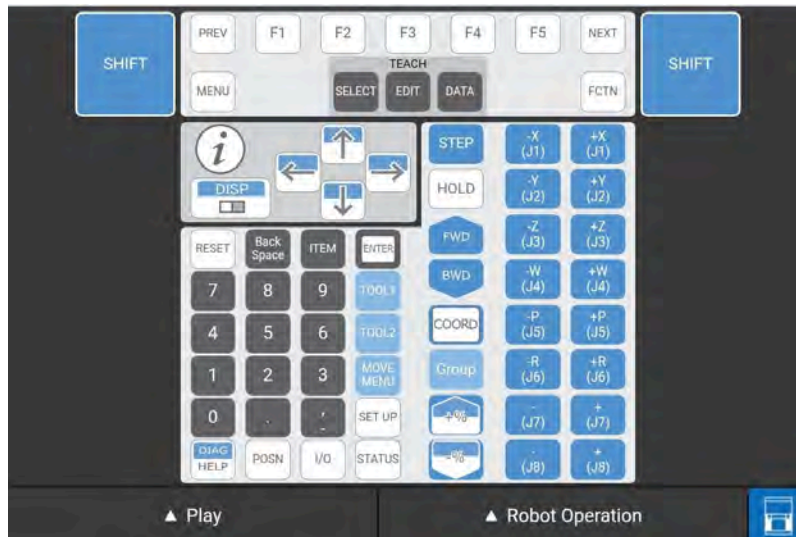 SHIFT
PREV F1 F2 F3 F4 F5 NEXT
SHIFT
TEACH
MENU SELECT EDIT DATA FCTN
i
DISP
STEP -X (J1) +X (J1)
HOLD -Y (J2) +Y (J2)
FWD -Z (J3) +Z (J3)
BWD -W (J4) +W (J4)
COORD -P (J5) +P (J5)
Group -R (J6) +R (J6)
+% - (J7) + (J7)
-% - (J8) + (J8)
RESET Back Space ITEM ENTER
7 8 9 TOOL1
4 5 6 TOOL2
1 2 3 MOVE MENU
0 . , - SET UP
DIAG HELP POSN I/O STATUS
▲ Play
▲ Robot Operation